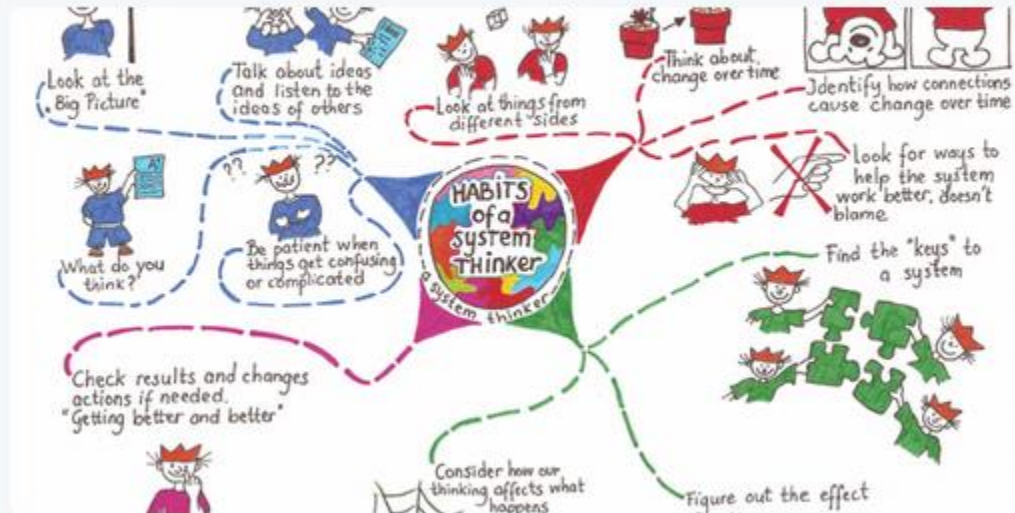 Look at the
"Big Picture"
Talk about ideas
and listen to the
ideas of others
Look at things from
different sides
Think about
change over time
Identify how connections
cause change over time
Look for ways to
help the system
work better, doesn't
blame
What do you
think?"
?? ??
Be patient when
things get confusing
or complicated
HABITS
of a
system
THINKER
a system thinker
Find the "keys" to
a system
Check results and changes
actions if needed.
"Getting better and better"
Consider how our
thinking affects what
happens
Figure out the effect